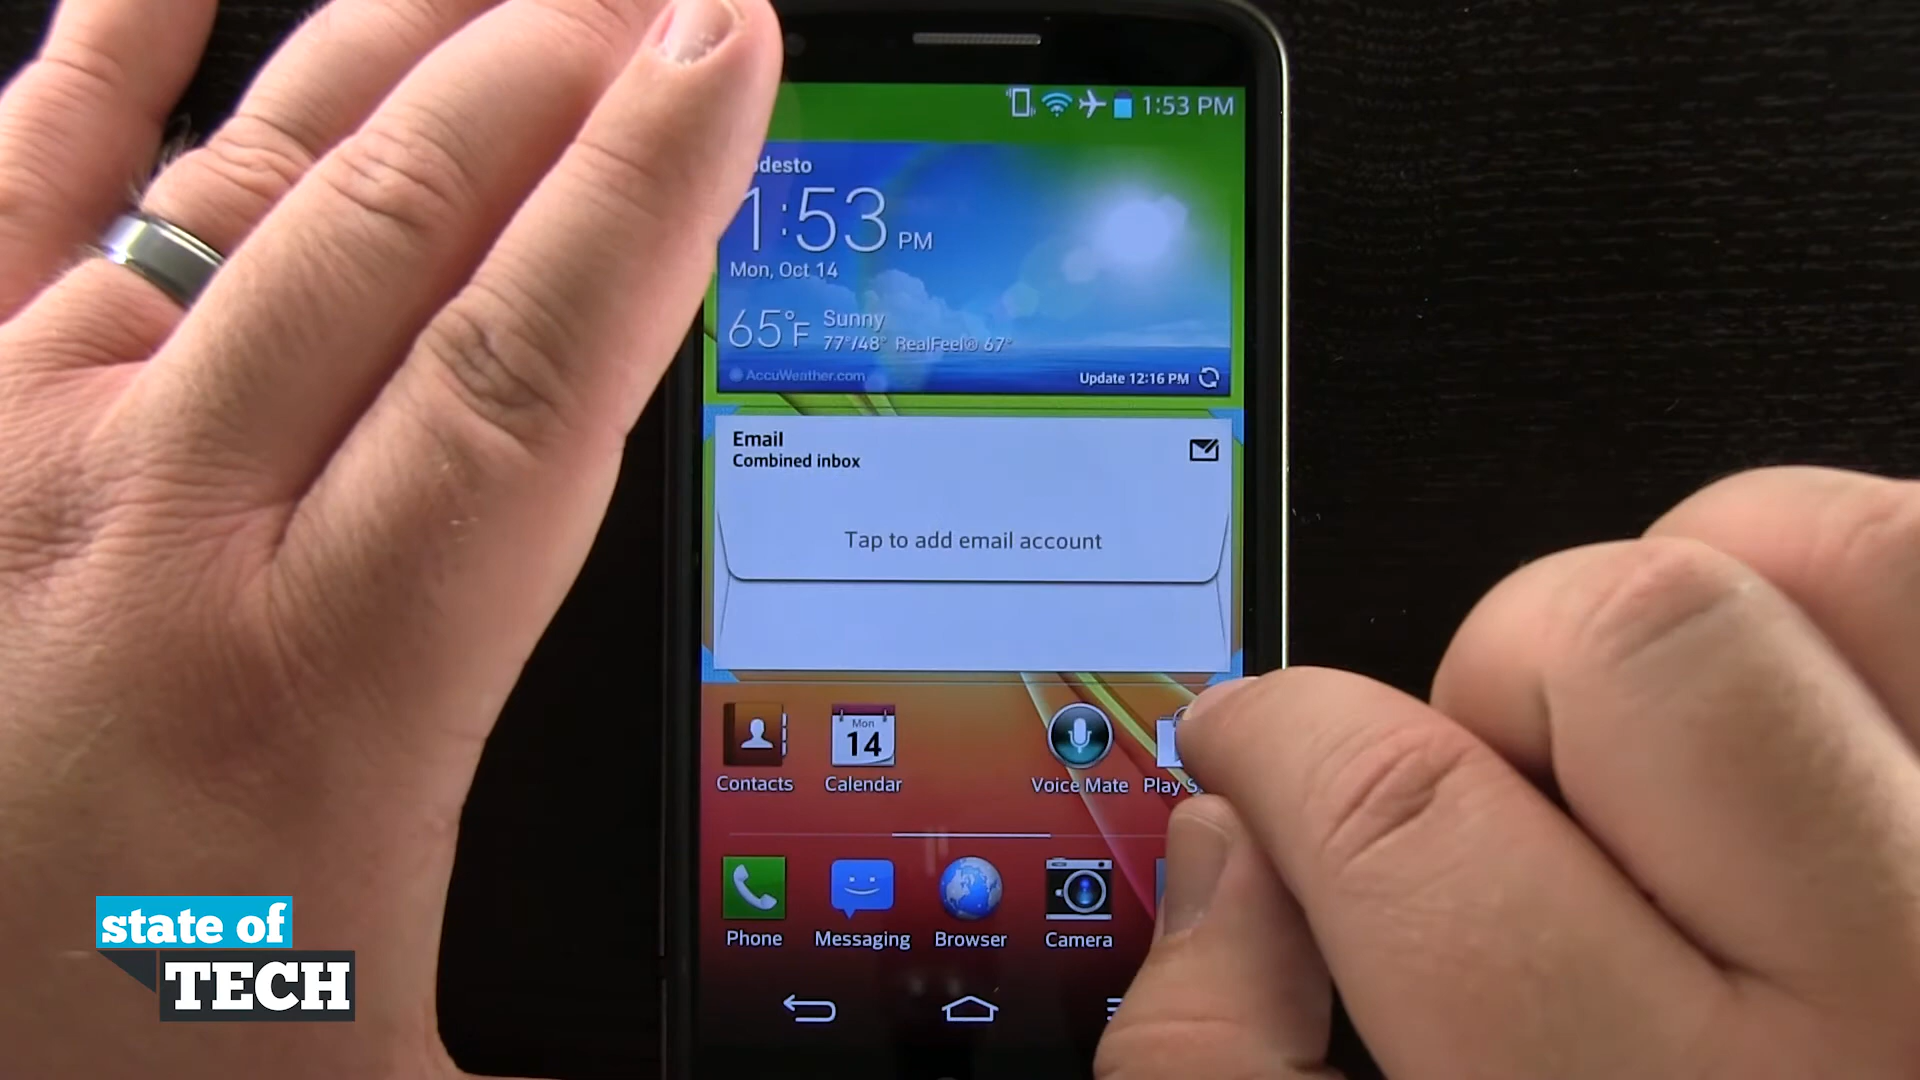 1:53 PM
1:53 PM
Mon, Oct 14
65°F
Sunny
77°/48° RealFeel® 67°
AccuWeather.com
Update 12:16 PM
Email
Combined inbox
Tap to add email account
Mon
14
Contacts
Calendar
Voice Mate
Play
Phone
Messaging
Browser
Camera
state of
TECH